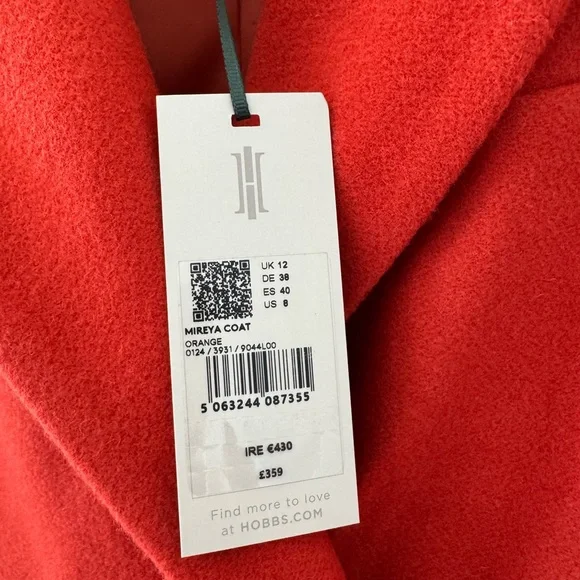 UK 12
DE 38
ES 40
US 8
MIREYA COAT
ORANGE
0124 / 3931 / 9044L00
5 063244 087355
IRE €430
£359
Find more to love
at HOBBS.COM